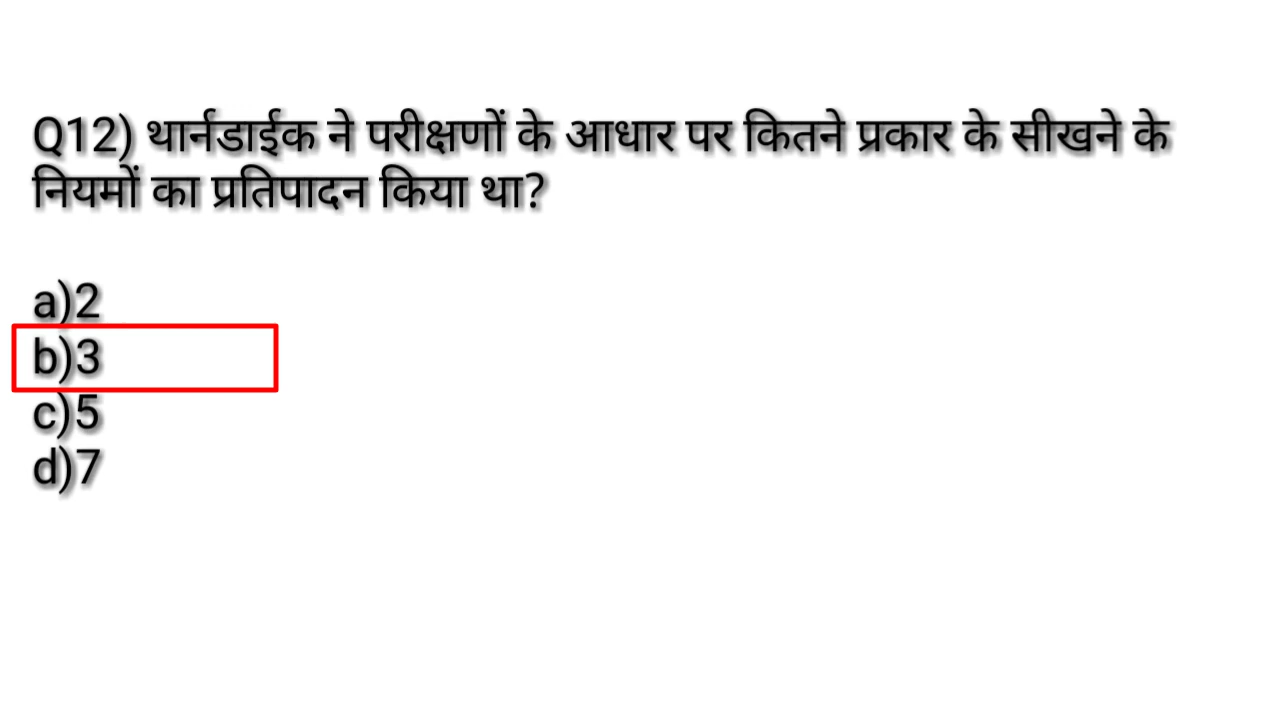 Q12) थार्नडाईक ने परीक्षणों के आधार पर कितने प्रकार के सीखने के
नियमों का प्रतिपादन किया था?
a)2
b)3
c)5
d)7